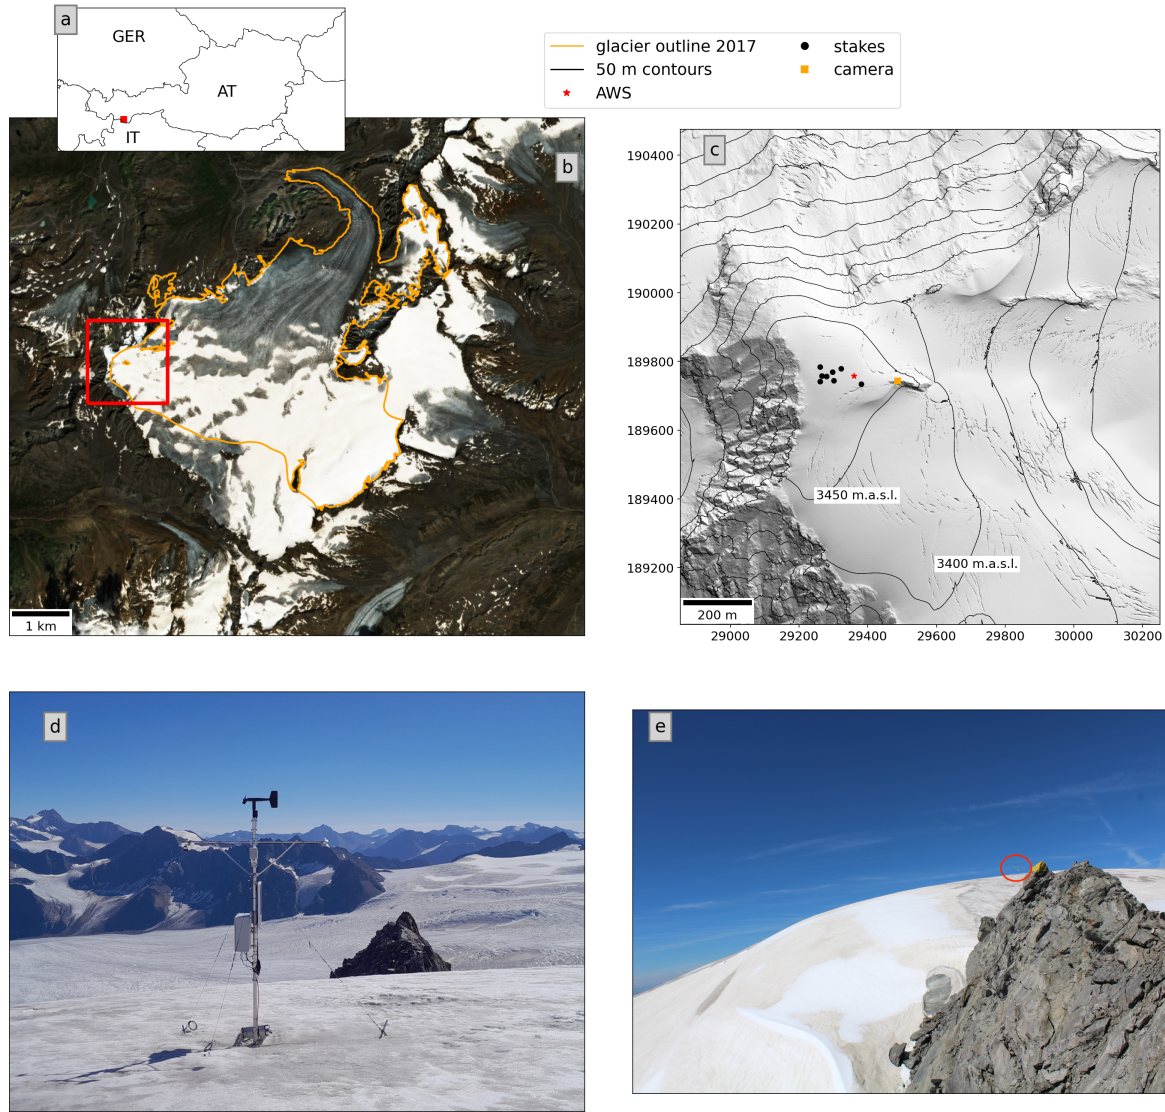 a
GER
AT
IT
glacier outline 2017
50 m contours
AWS
stakes
camera
b
1 km
c
190400
190200
190000
189800
189600
189400
189200
3450 m.a.s.l.
3400 m.a.s.l.
200 m
29000 29200 29400 29600 29800 30000 30200
d
e